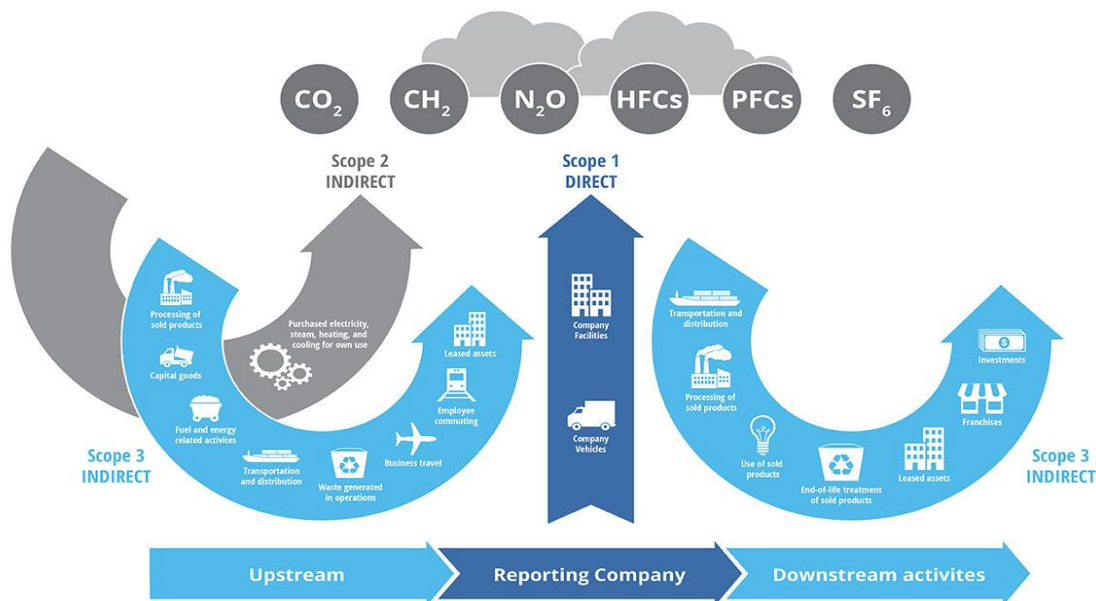 CO2
CH2
N2O
HFCs
PFCs
SF6
Scope 2
INDIRECT
Scope 1
DIRECT
Purchased electricity,
steam, heating, and
cooling for own use
Scope 3
INDIRECT
Processing of
sold products
Capital goods
Fuel and energy
related activites
Transportation
and distribution
Waste generated
in operations
Business travel
Employee
commuting
Leased assets
Company
Facilities
Company
Vehicles
Transportation and
distribution
Processing of
sold products
Use of sold
products
End-of-life treatment
of sold products
Leased assets
Franchises
Investments
Scope 3
INDIRECT
Upstream
Reporting Company
Downstream activites